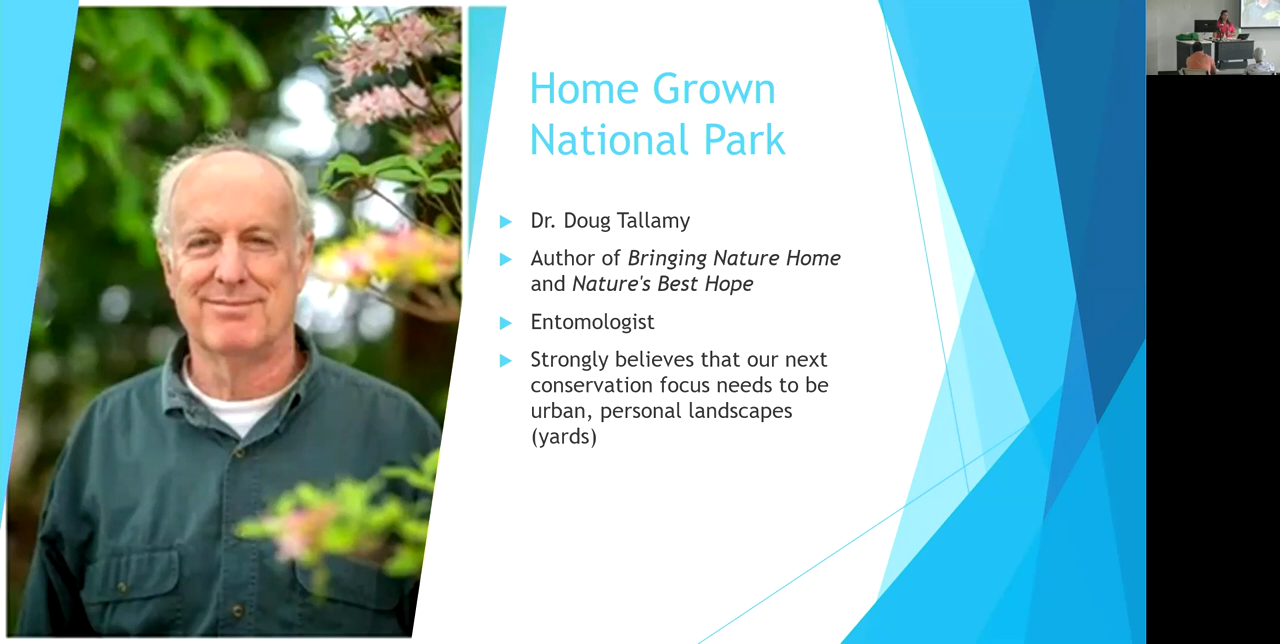 Home Grown
National Park
Dr. Doug Tallamy
Author of Bringing Nature Home
and Nature's Best Hope
Entomologist
Strongly believes that our next
conservation focus needs to be
urban, personal landscapes
(yards)